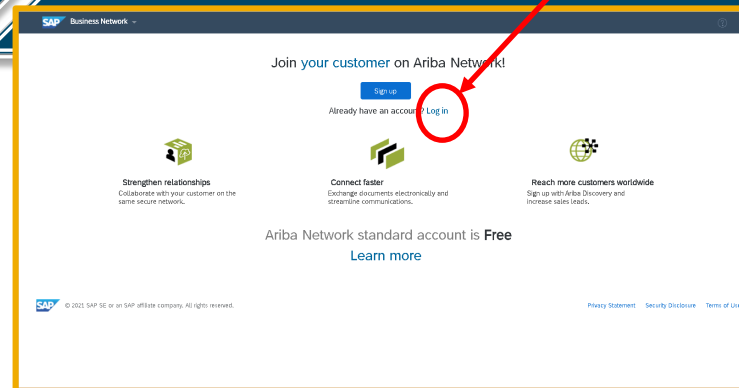 SAP Business Network
Join your customer on Ariba Network!
Sign up
Already have an account? Log in
Strengthen relationships
Collaborate with your customer on the
same secure network.
Connect faster
Exchange documents electronically and
streamline communications.
Reach more customers worldwide
Sign up with Ariba Discovery and
increase sales leads.
Ariba Network standard account is Free
Learn more
SAP © 2021 SAP SE or an SAP affiliate company. All rights reserved.
Privacy Statement Security Disclosure Terms of Use